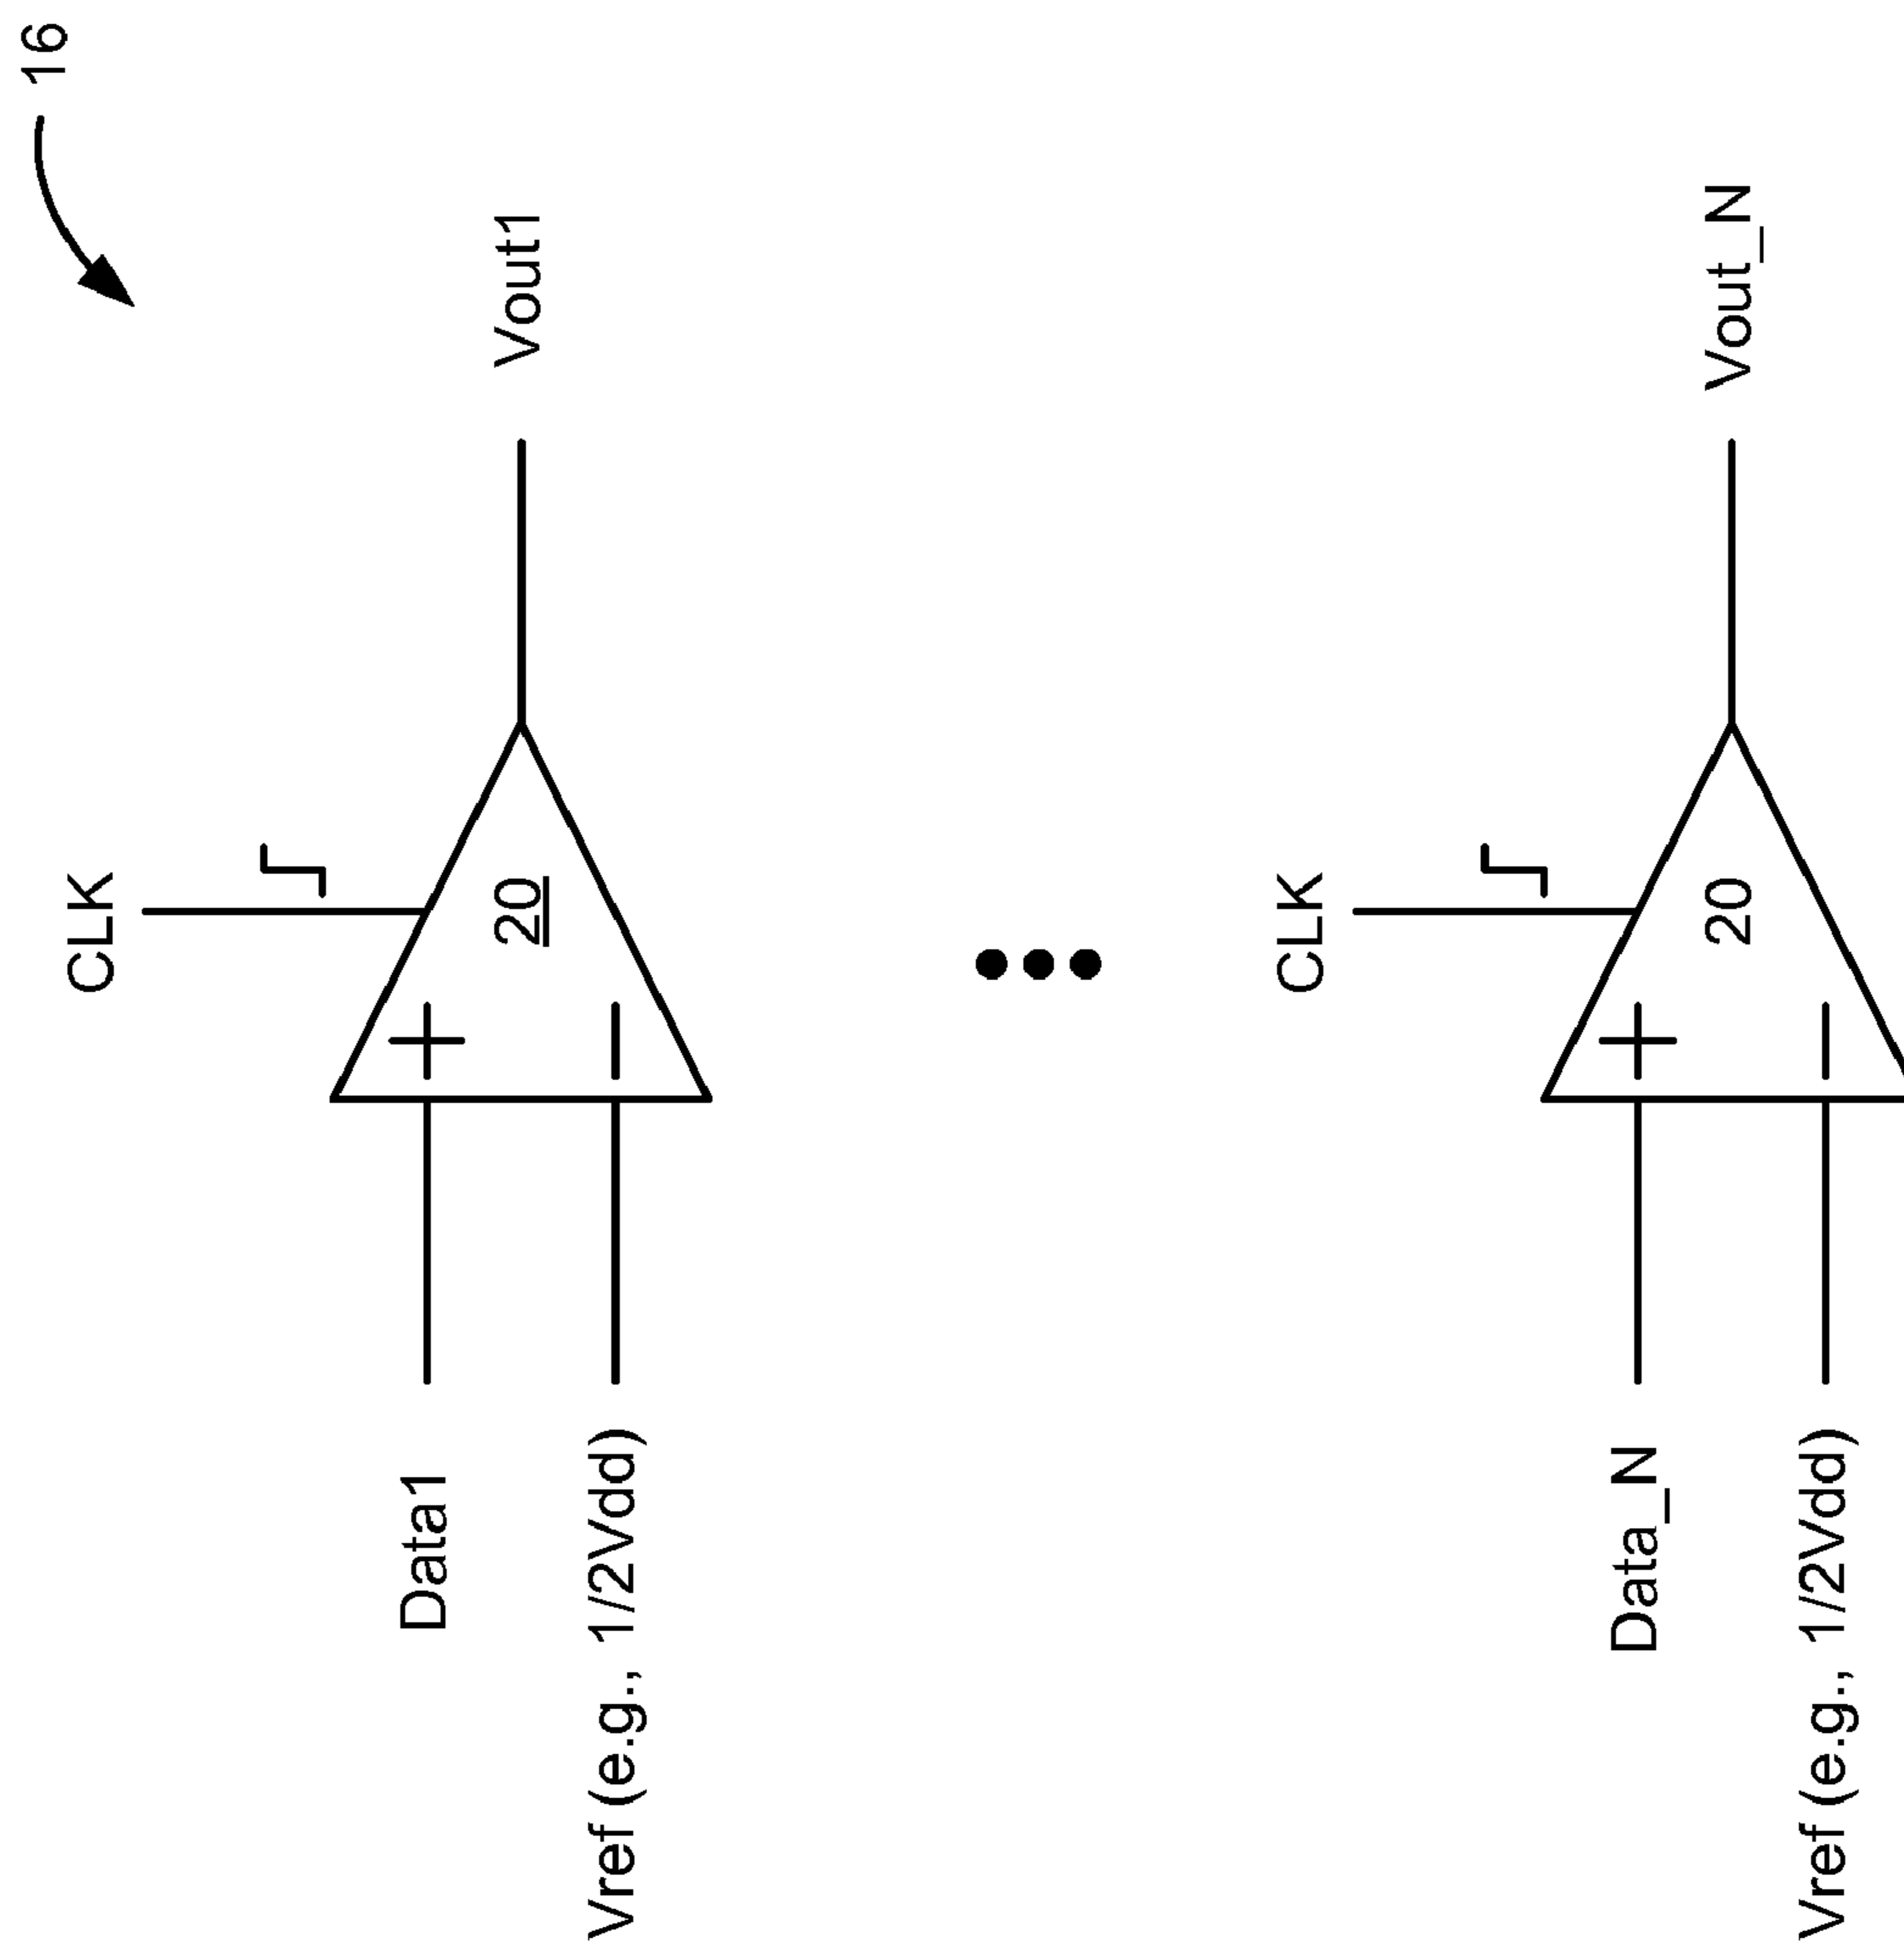 16
CLK
Data1
+
20
Vout1
Vref (e.g., 1/2Vdd)
−
CLK
Data_N
+
20
Vout_N
Vref (e.g., 1/2Vdd)
−